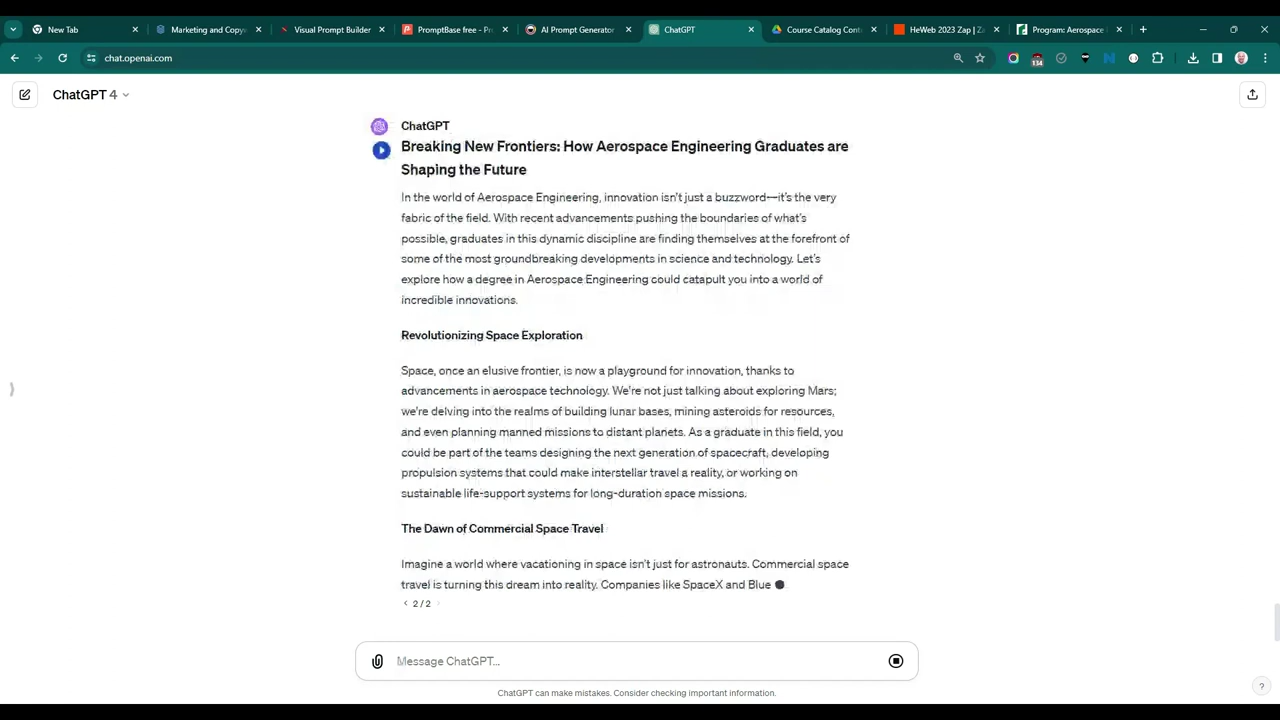 New Tab
Marketing and Copy
Visual Prompt Builder
PromptBase free - Pr
AI Prompt Generator
ChatGPT
Course Catalog Cont
HeWeb 2023 Zap | Z
Program: Aerospace
chat.openai.com
134
ChatGPT 4
ChatGPT
Breaking New Frontiers: How Aerospace Engineering Graduates are
Shaping the Future
In the world of Aerospace Engineering, innovation isn't just a buzzword—it's the very
fabric of the field. With recent advancements pushing the boundaries of what's
possible, graduates in this dynamic discipline are finding themselves at the forefront of
some of the most groundbreaking developments in science and technology. Let's
explore how a degree in Aerospace Engineering could catapult you into a world of
incredible innovations.
Revolutionizing Space Exploration
Space, once an elusive frontier, is now a playground for innovation, thanks to
advancements in aerospace technology. We're not just talking about exploring Mars;
we're delving into the realms of building lunar bases, mining asteroids for resources,
and even planning manned missions to distant planets. As a graduate in this field, you
could be part of the teams designing the next generation of spacecraft, developing
propulsion systems that could make interstellar travel a reality, or working on
sustainable life-support systems for long-duration space missions.
The Dawn of Commercial Space Travel
Imagine a world where vacationing in space isn't just for astronauts. Commercial space
travel is turning this dream into reality. Companies like SpaceX and Blue
2 / 2
Message ChatGPT...
ChatGPT can make mistakes. Consider checking important information.
?